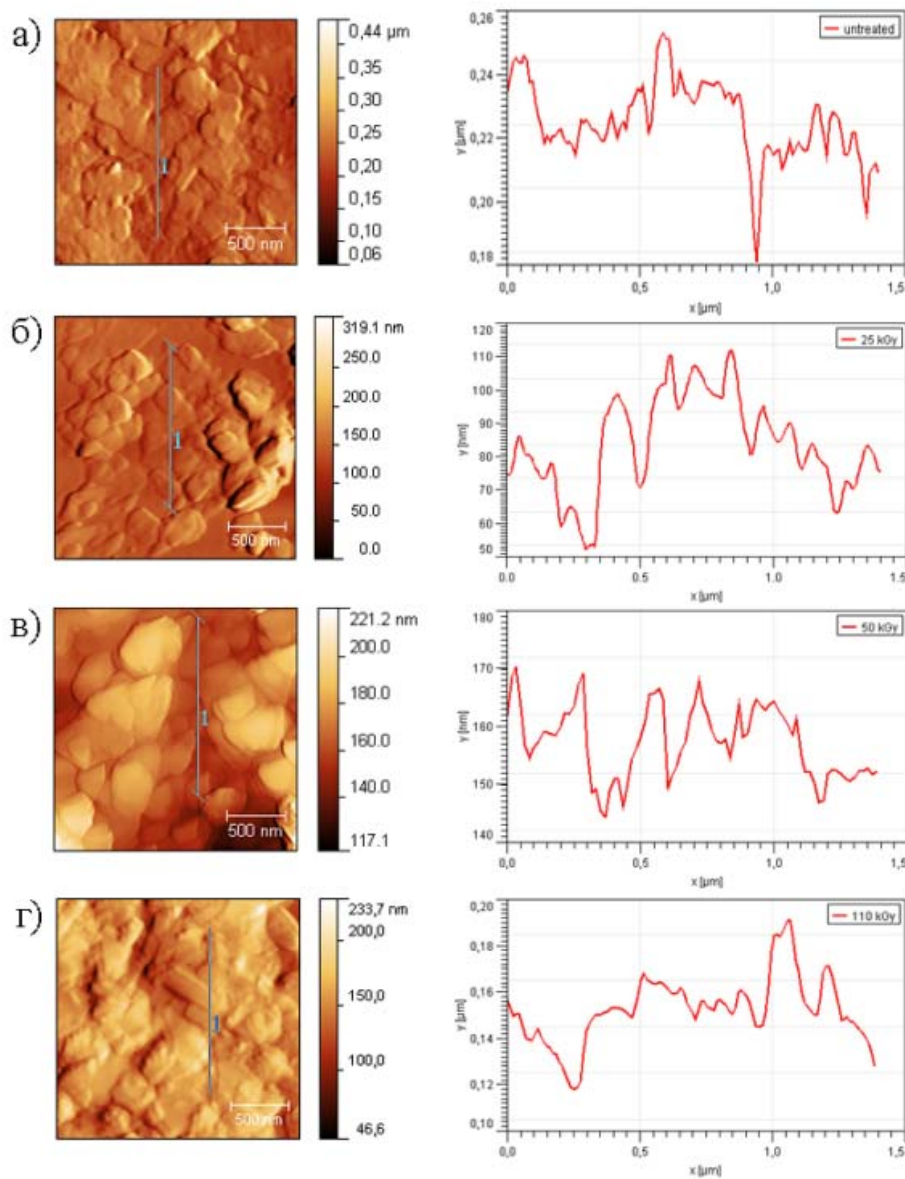 а)
0,44 µm
0,35
0,30
0,25
0,20
0,15
0,10
0,06
1
500 nm
untreated
y [µm]
0,26
0,24
0,22
0,20
0,18
0,0
0,5
1,0
1,5
x [µm]
б)
319.1 nm
250.0
200.0
150.0
100.0
50.0
0.0
1
500 nm
25 kGy
y [nm]
120
110
100
90
80
70
60
50
0.0
0.5
1.0
1.5
x [µm]
в)
221.2 nm
200.0
180.0
160.0
140.0
117.1
1
500 nm
50 kGy
y [nm]
180
170
160
150
140
0,0
0,5
1,0
1,5
x [µm]
г)
233,7 nm
200,0
150,0
100,0
46,6
1
500 nm
110 kGy
y [µm]
0,20
0,18
0,16
0,14
0,12
0,10
0,0
0,5
1,0
1,5
x [µm]